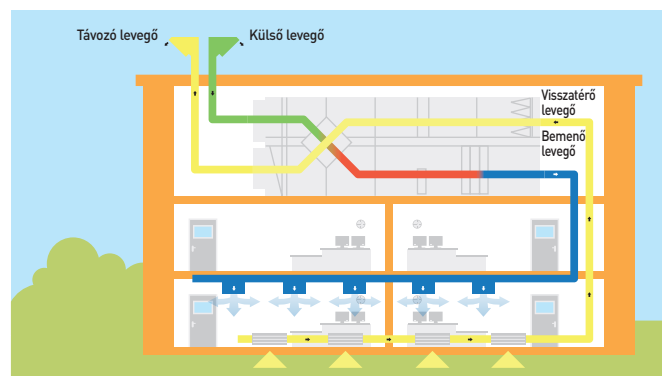 Távozó levegő
Külső levegő
Visszatérő
levegő
Bemenő
levegő